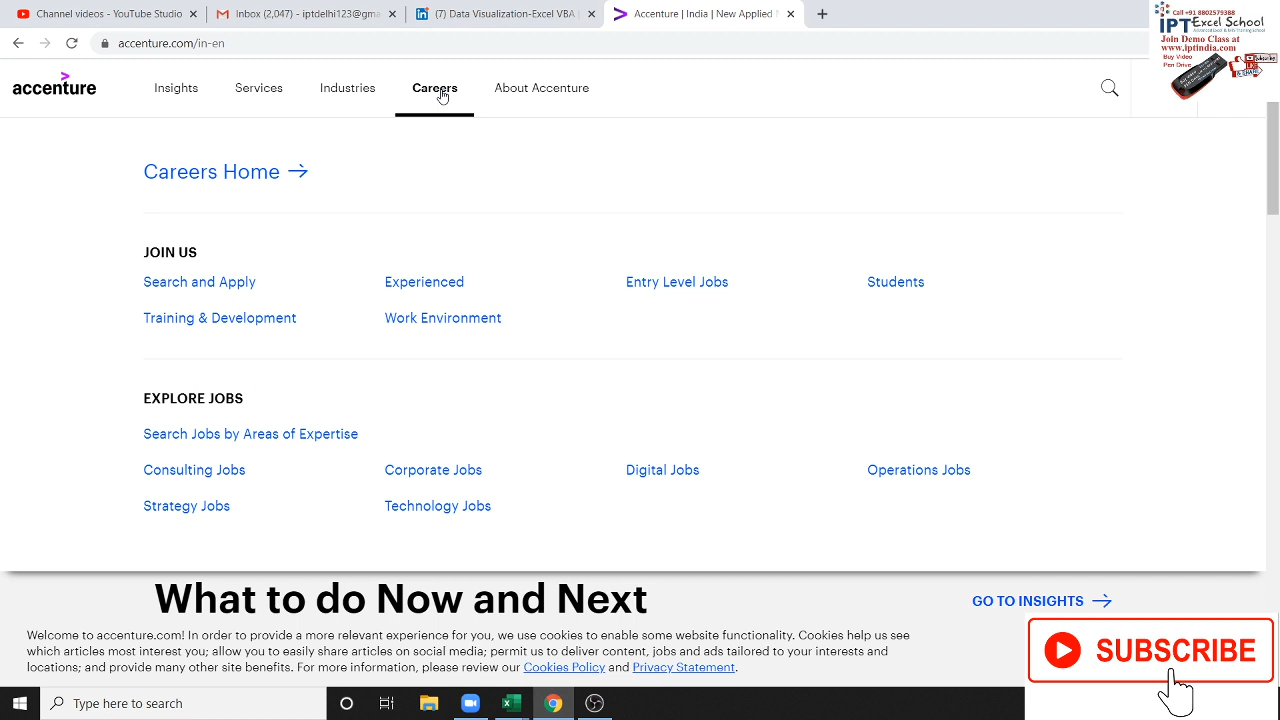 Channel videos - YouTube Studio
Inbox (2,047) - iptdelhi123@gma
(7) Data Visualization Excel VBA |
Accenture | India | New Applied
accenture.com/in-en
Call +91 8802579388
IPT Excel School
Advanced Excel & VBA Training School
Join Demo Class at
www.iptindia.com
Buy Video
Pen Drive
accenture
Insights
Services
Industries
Careers
About Accenture
Careers Home
JOIN US
Search and Apply
Experienced
Entry Level Jobs
Students
Training & Development
Work Environment
EXPLORE JOBS
Search Jobs by Areas of Expertise
Consulting Jobs
Corporate Jobs
Digital Jobs
Operations Jobs
Strategy Jobs
Technology Jobs
What to do Now and Next
GO TO INSIGHTS
Welcome to accenture.com! In order to provide a more relevant experience for you, we use cookies to enable some website functionality. Cookies help us see
which articles most interest you; allow you to easily share articles on social media; permit us to deliver content, jobs and ads tailored to your interests and
locations; and provide many other site benefits. For more information, please review our Cookies Policy and Privacy Statement.
SUBSCRIBE
Type here to search